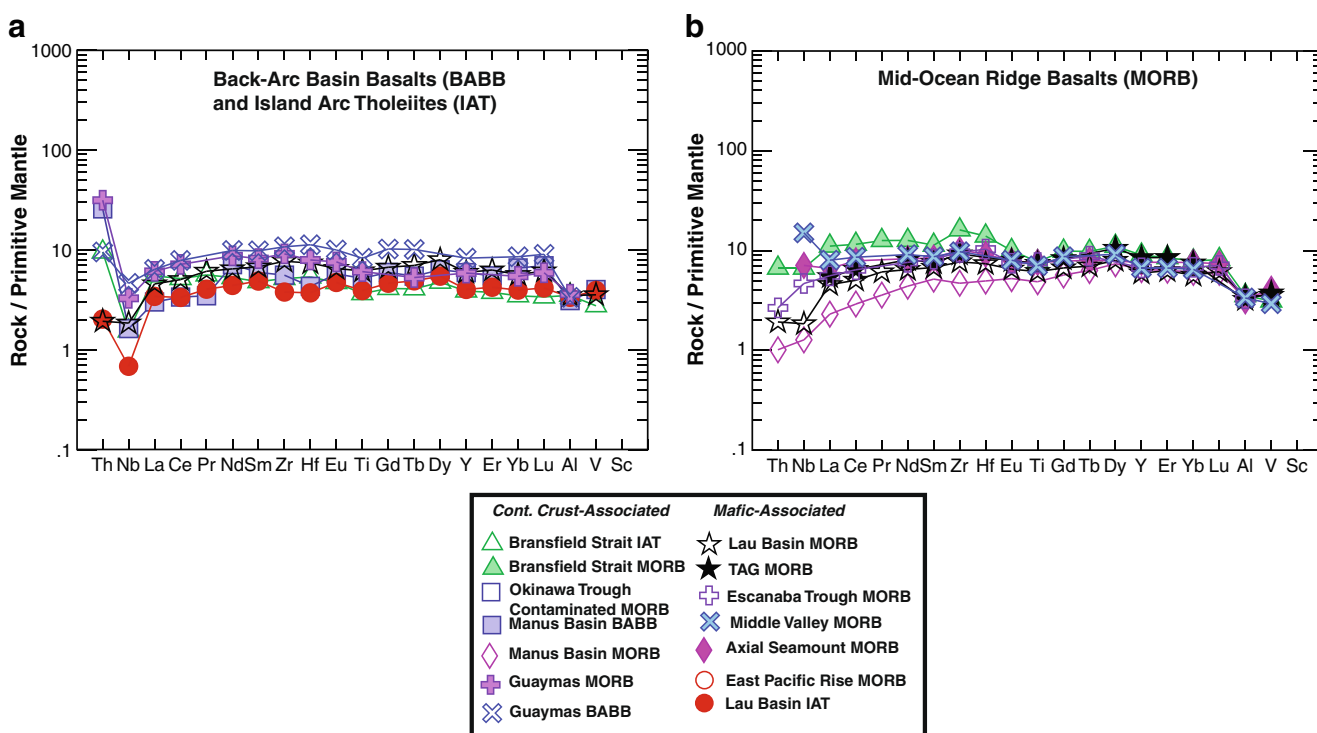 a
1000
100
10
1
.1
Rock / Primitive Mantle
Back-Arc Basin Basalts (BABB
and Island Arc Tholeiites (IAT)
Th Nb La Ce Pr Nd Sm Zr Hf Eu Ti Gd Tb Dy Y Er Yb Lu Al V Sc
b
1000
100
10
1
.1
Rock / Primitive Mantle
Mid-Ocean Ridge Basalts (MORB)
Th Nb La Ce Pr Nd Sm Zr Hf Eu Ti Gd Tb Dy Y Er Yb Lu Al V Sc
Cont. Crust-Associated
Bransfield Strait IAT
Bransfield Strait MORB
Okinawa Trough
Contaminated MORB
Manus Basin BABB
Manus Basin MORB
Guaymas MORB
Guaymas BABB
Mafic-Associated
Lau Basin MORB
TAG MORB
Escanaba Trough MORB
Middle Valley MORB
Axial Seamount MORB
East Pacific Rise MORB
Lau Basin IAT